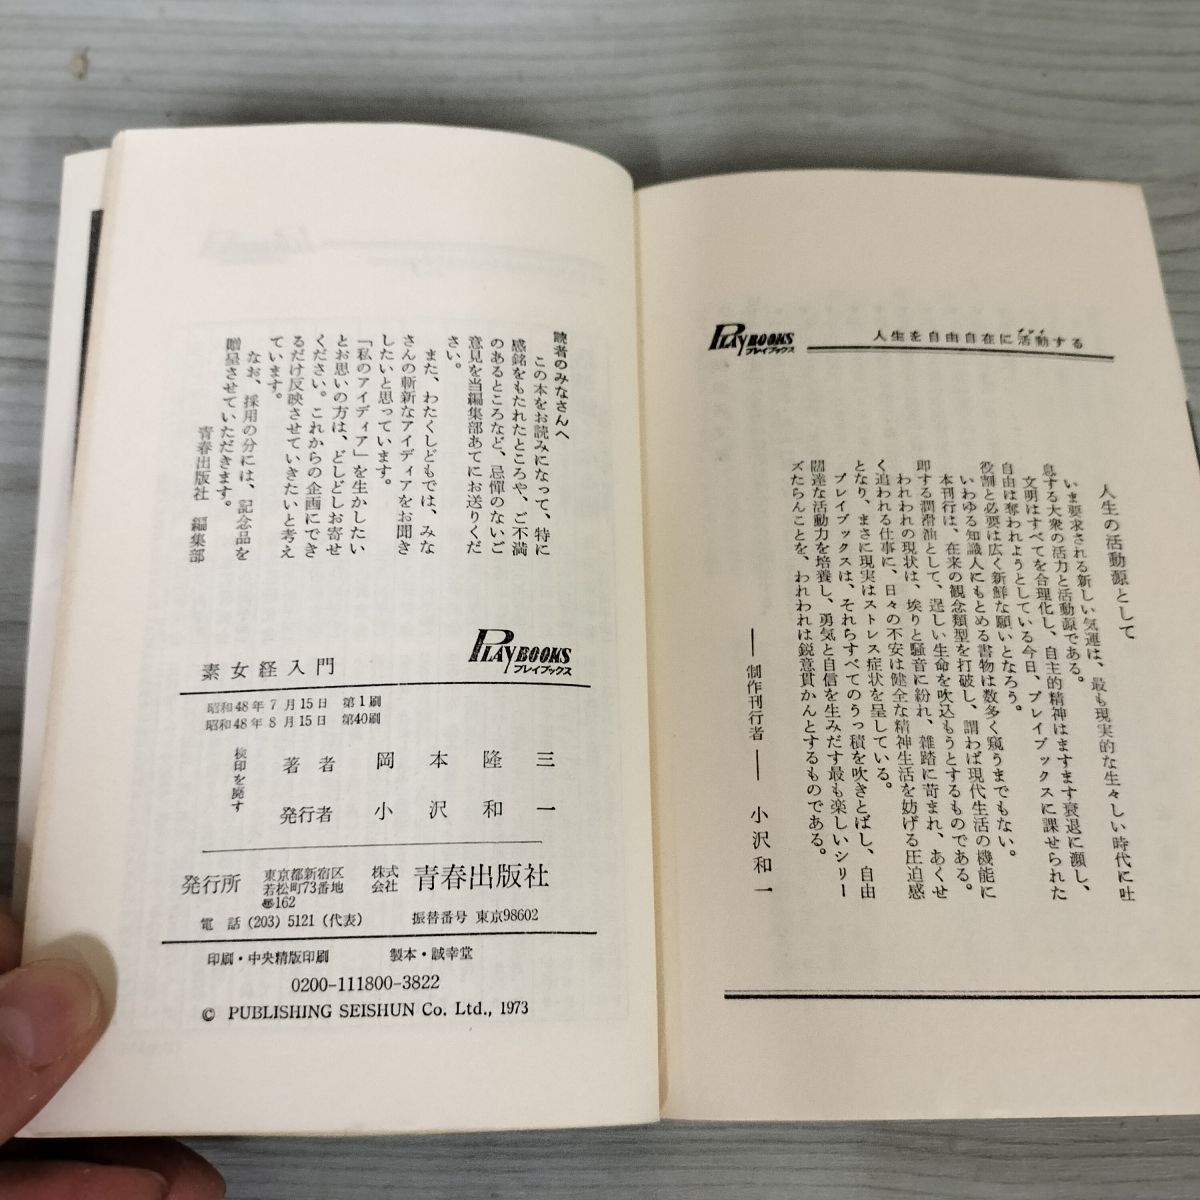 読者のみなさんへ
この本をお読みになって、特に
感銘をもたれたところや、ご不満
のあるところなど、忌憚のないご
意見を当編集部あてにお送りくだ
さい。
また、わたくしどもでは、みな
さんの斬新なアイディアをお聞き
したいと思っています。
「私のアイディア」を生かしたい
とお思いの方は、どしどしお寄せ
ください。これからの企画にでき
るだけ反映させていきたいと考え
ています。
なお、採用の分には、記念品を
贈呈させていただきます。
青春出版社 編集部
PLAY BOOKS
プレイブックス
素女経入門
昭和48年7月15日 第1刷
昭和48年8月15日 第40刷
検印を廃す
著者 岡本隆三
発行者 小沢和一
発行所
東京都新宿区
若松町73番地
〠162
株式会社
青春出版社
電話 (203) 5121 (代表) 振替番号 東京98602
印刷・中央精版印刷 製本・誠幸堂
0200-111800-3822
© PUBLISHING SEISHUN Co. Ltd., 1973
PLAY BOOKS
プレイブックス
人生を自由自在に活動する
プレイ
人生の活動源として
いま要求される新しい気運は、最も現実的な生々しい時代に吐
息する大衆の活力と活動源である。
文明はすべてを合理化し、自主的精神はますます衰退に瀕し、
自由は奪われようとしている今日、プレイブックスに課せられた
役割と必要は広く新鮮な願いとなろう。
いわゆる知識人にもとめる書物は数多く窺うまでもない。
本刊行は、在来の観念類型を打破し、謂わば現代生活の機能に
即する潤滑油として、逞しい生命を吹込もうとするものである。
われわれの現状は、埃りと騒音に紛れ、雑踏に苛まれ、あくせ
く追われる仕事に、日々の不安は健全な精神生活を妨げる圧迫感
となり、まさに現実はストレス症状を呈している。
プレイブックスは、それらすべてのうっ積を吹きとばし、自由
闊達な活動力を培養し、勇気と自信を生みだす最も楽しいシリー
ズたらんことを、われわれは鋭意貫かんとするものである。
──制作刊行者── 小沢和一